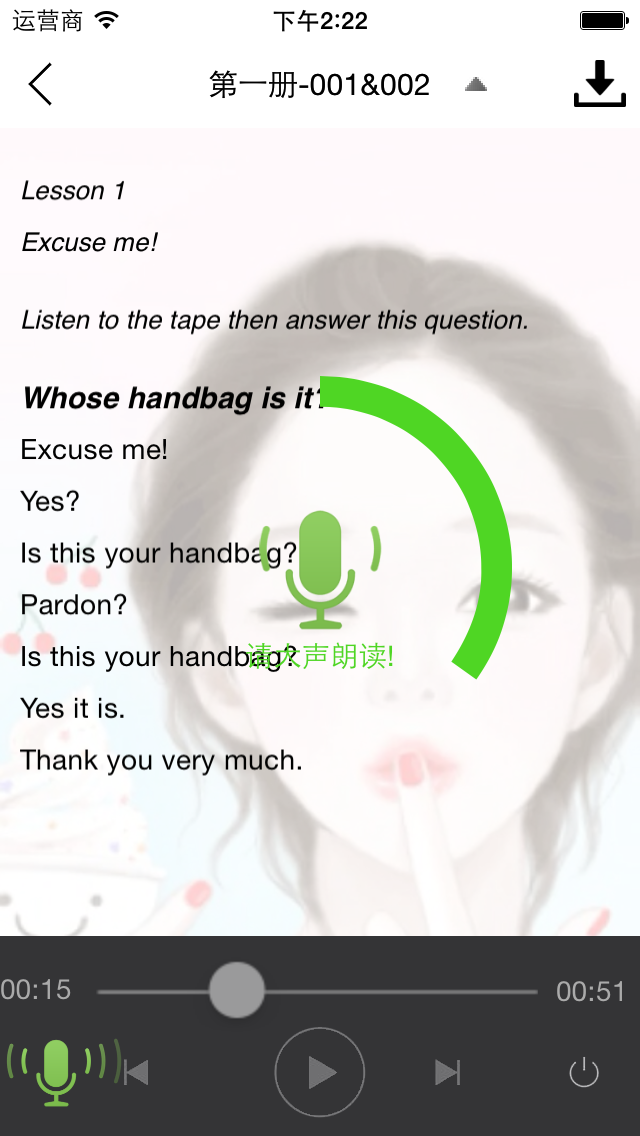 运营商 下午2:22
第一册-001&002
Lesson 1
Excuse me!
Listen to the tape then answer this question.
Whose handbag is it?
Excuse me!
Yes?
Is this your handbag?
Pardon?
Is this your handbag?
请大声朗读!
Yes it is.
Thank you very much.
00:15 00:51